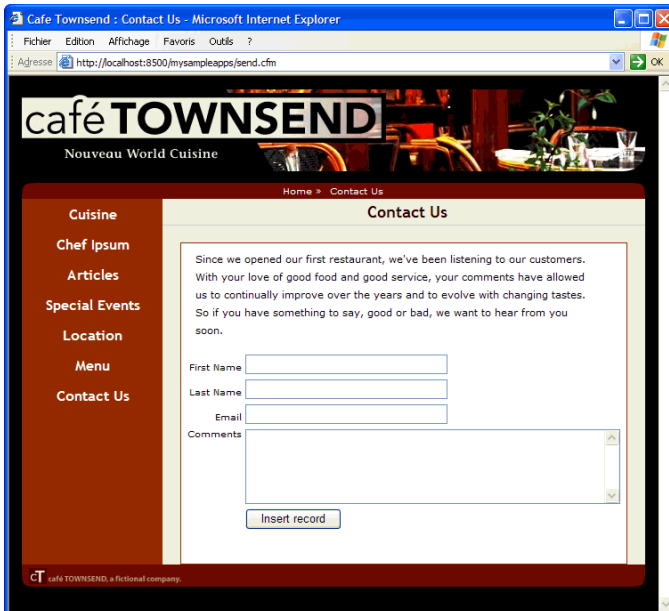 Cafe Townsend : Contact Us - Microsoft Internet Explorer
Fichier Edition Affichage Favoris Outils ?
Adresse http://localhost:8500/mysampleapps/send.cfm OK
café TOWNSEND
Nouveau World Cuisine
Home » Contact Us
Cuisine
Chef Ipsum
Articles
Special Events
Location
Menu
Contact Us
Contact Us
Since we opened our first restaurant, we've been listening to our customers.
With your love of good food and good service, your comments have allowed
us to continually improve over the years and to evolve with changing tastes.
So if you have something to say, good or bad, we want to hear from you
soon.
First Name
Last Name
Email
Comments
Insert record
cT café TOWNSEND, a fictional company.